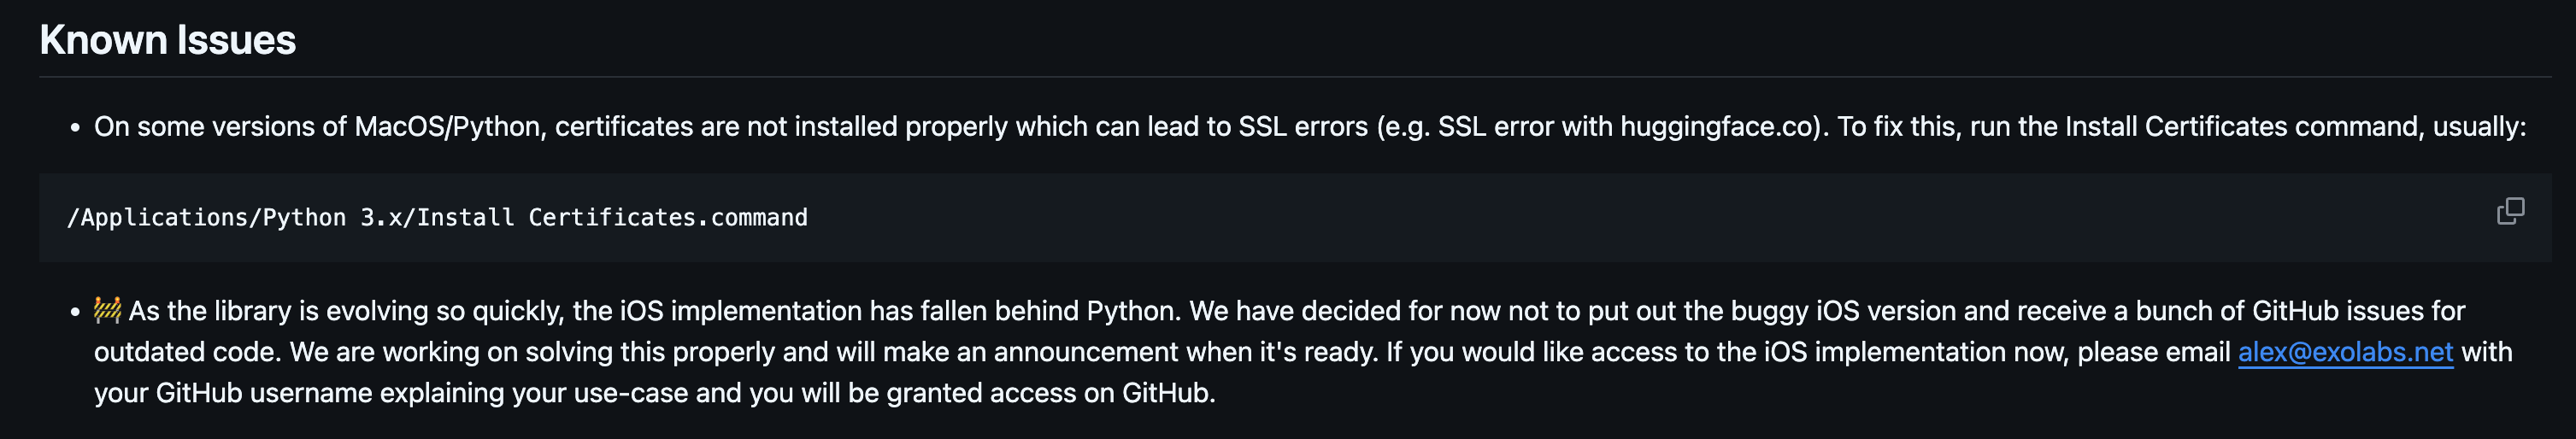 Known Issues
• On some versions of MacOS/Python, certificates are not installed properly which can lead to SSL errors (e.g. SSL error with huggingface.co). To fix this, run the Install Certificates command, usually:
/Applications/Python 3.x/Install Certificates.command
• 🚧 As the library is evolving so quickly, the iOS implementation has fallen behind Python. We have decided for now not to put out the buggy iOS version and receive a bunch of GitHub issues for
outdated code. We are working on solving this properly and will make an announcement when it's ready. If you would like access to the iOS implementation now, please email alex@exolabs.net with
your GitHub username explaining your use-case and you will be granted access on GitHub.